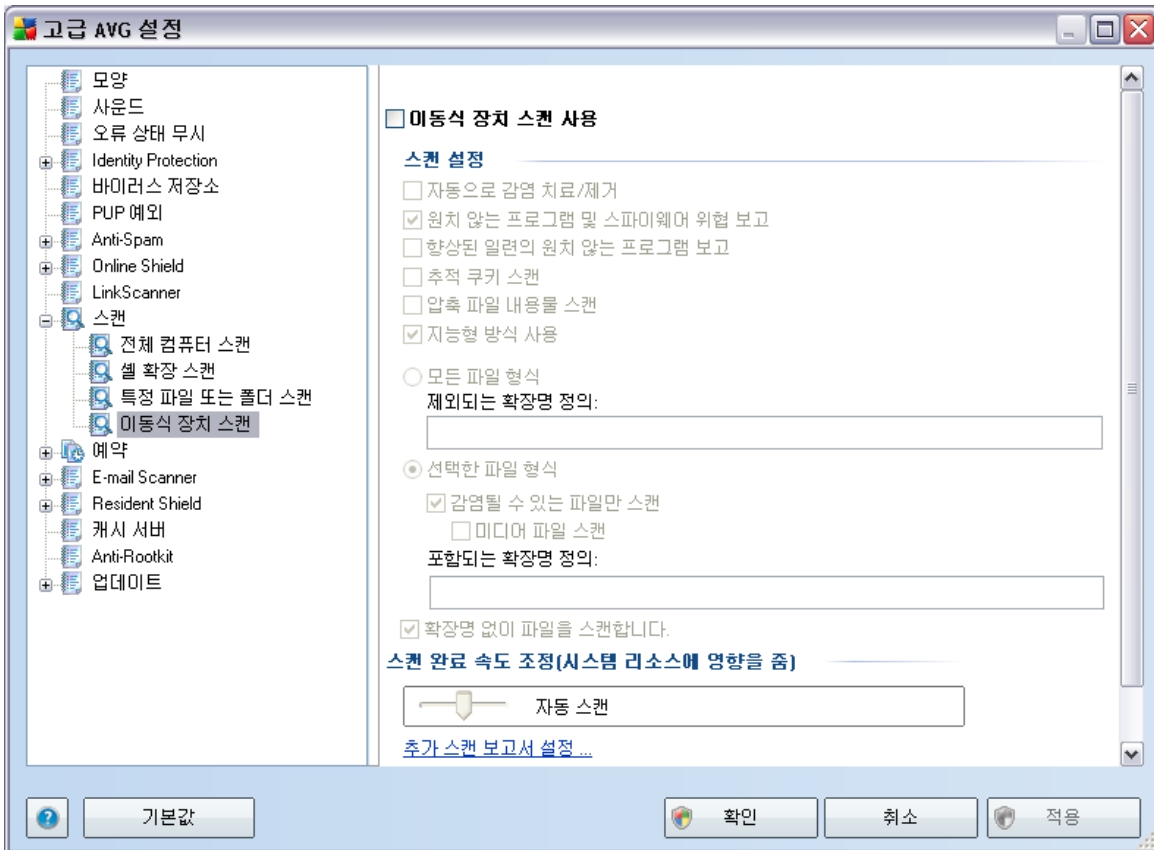 고급 AVG 설정
모양
사운드
오류 상태 무시
Identity Protection
바이러스 저장소
PUP 예외
Anti-Spam
Online Shield
LinkScanner
스캔
전체 컴퓨터 스캔
셸 확장 스캔
특정 파일 또는 폴더 스캔
이동식 장치 스캔
예약
E-mail Scanner
Resident Shield
캐시 서버
Anti-Rootkit
업데이트
이동식 장치 스캔 사용
스캔 설정
자동으로 감염 치료/제거
원치 않는 프로그램 및 스파이웨어 위협 보고
향상된 일련의 원치 않는 프로그램 보고
추적 쿠키 스캔
압축 파일 내용물 스캔
지능형 방식 사용
모든 파일 형식
제외되는 확장명 정의:
선택한 파일 형식
감염될 수 있는 파일만 스캔
미디어 파일 스캔
포함되는 확장명 정의:
확장명 없이 파일을 스캔합니다.
스캔 완료 속도 조정(시스템 리소스에 영향을 줌)
자동 스캔
추가 스캔 보고서 설정 ...
기본값
확인
취소
적용